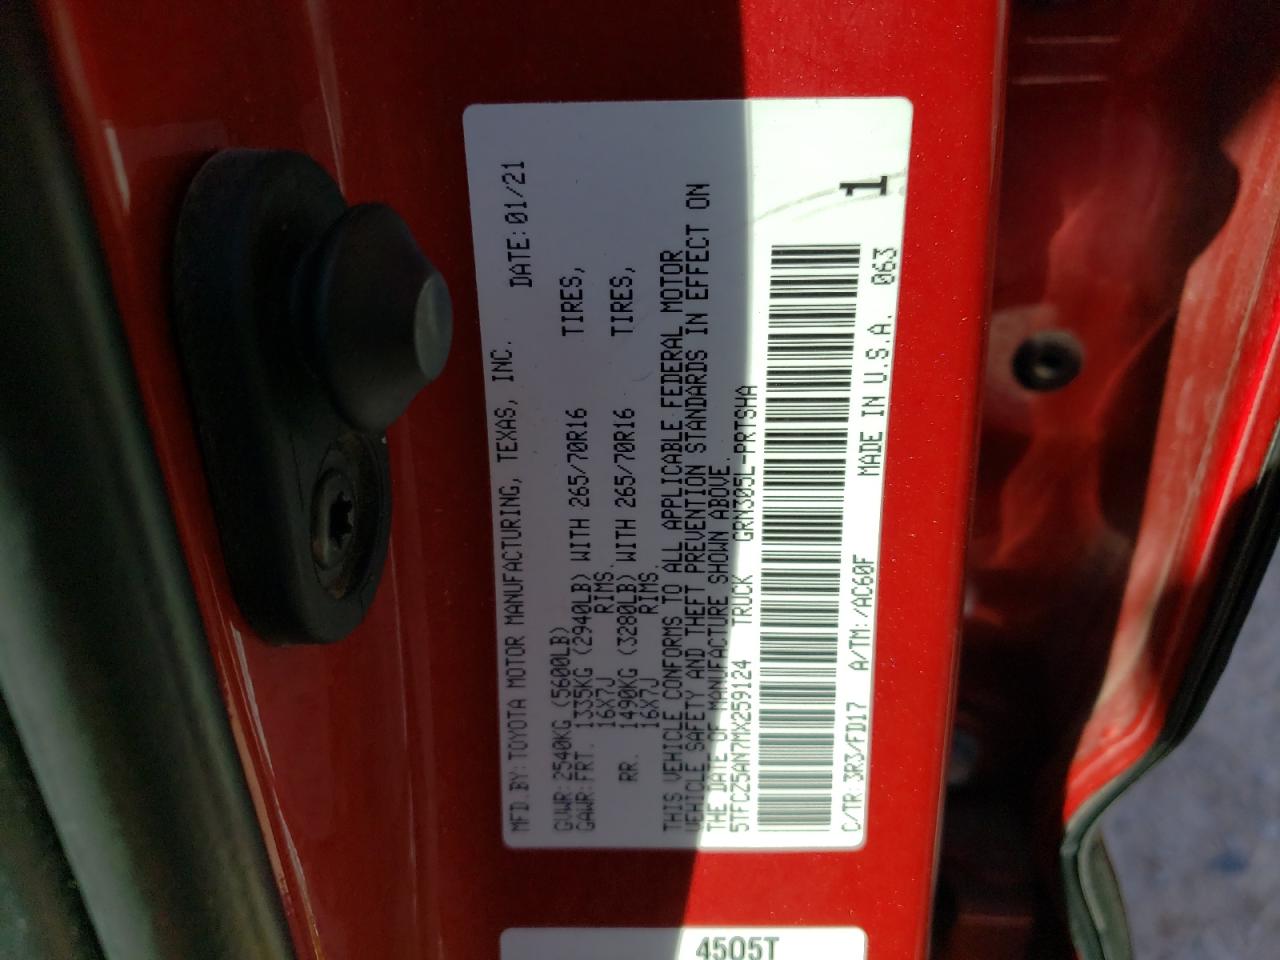 MFD.BY:TOYOTA MOTOR MANUFACTURING, TEXAS, INC. DATE:01/21
GVWR:2540KG (5600LB)
GAWR:FRT. 1335KG (2940LB) WITH 265/70R16 TIRES,
16X7J RIMS.
RR. 1490KG (3280LB) WITH 265/70R16 TIRES,
16X7J RIMS.
THIS VEHICLE CONFORMS TO ALL APPLICABLE FEDERAL MOTOR
VEHICLE SAFETY AND THEFT PREVENTION STANDARDS IN EFFECT ON
THE DATE OF MANUFACTURE SHOWN ABOVE.
5TFCZ5AN7MX259124 TRUCK GRN305L-PRTSHA
1
C/TR:3R3/FD17 A/TM:/AC60F MADE IN U.S.A. 063
4505T